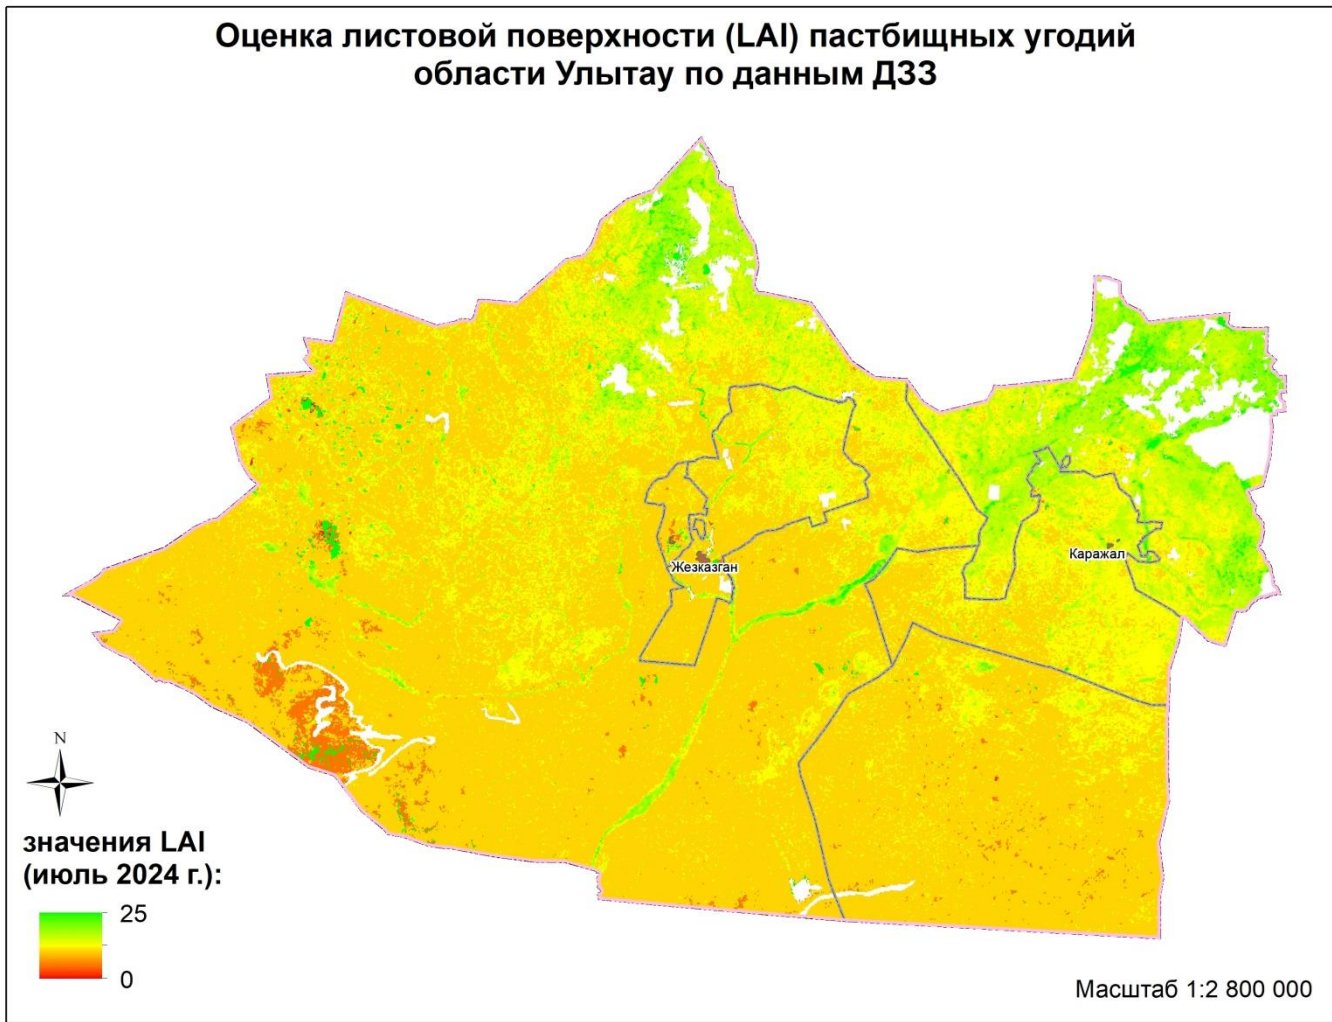 Оценка листовой поверхности (LAI) пастбищных угодий
области Улытау по данным ДЗЗ
Жезказган
Каражал
N
значения LAI
(июль 2024 г.):
25
0
Масштаб 1:2 800 000